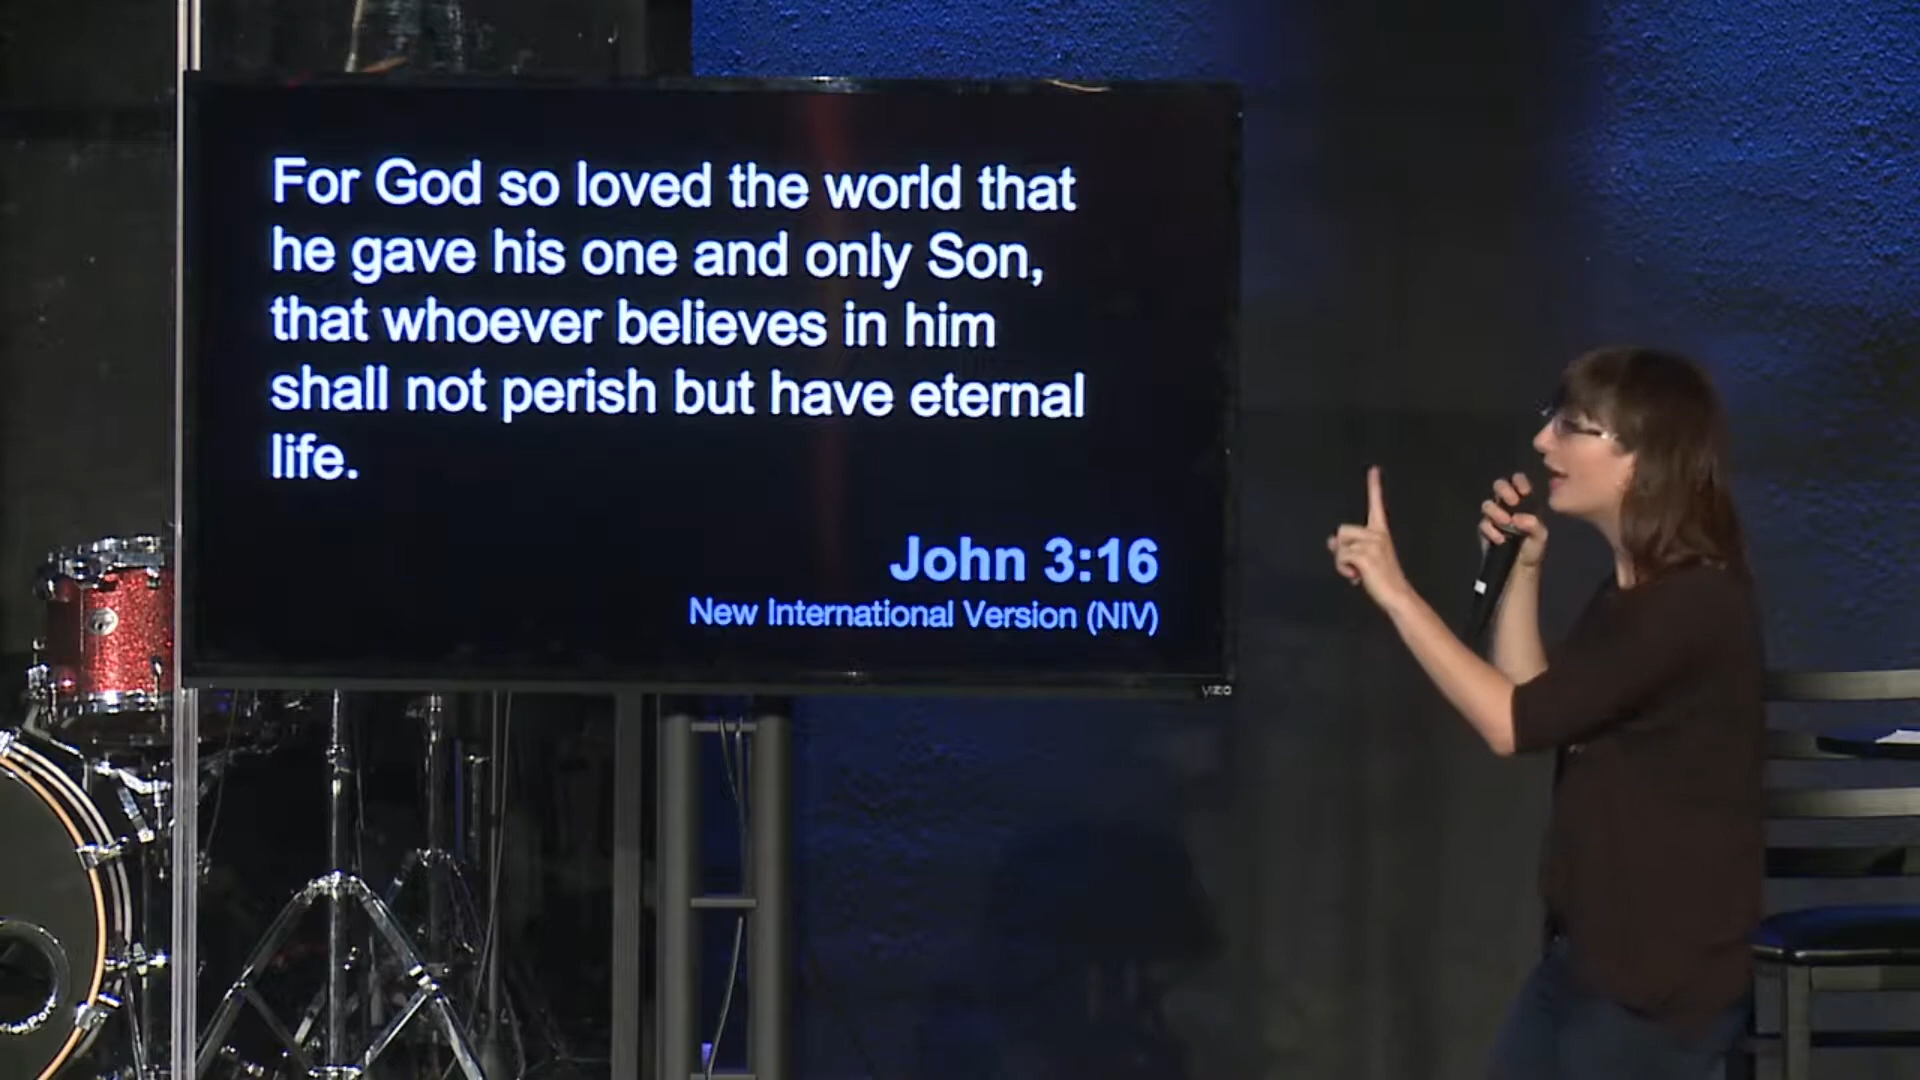 For God so loved the world that
he gave his one and only Son,
that whoever believes in him
shall not perish but have eternal
life.
John 3:16
New International Version (NIV)
VIZIO